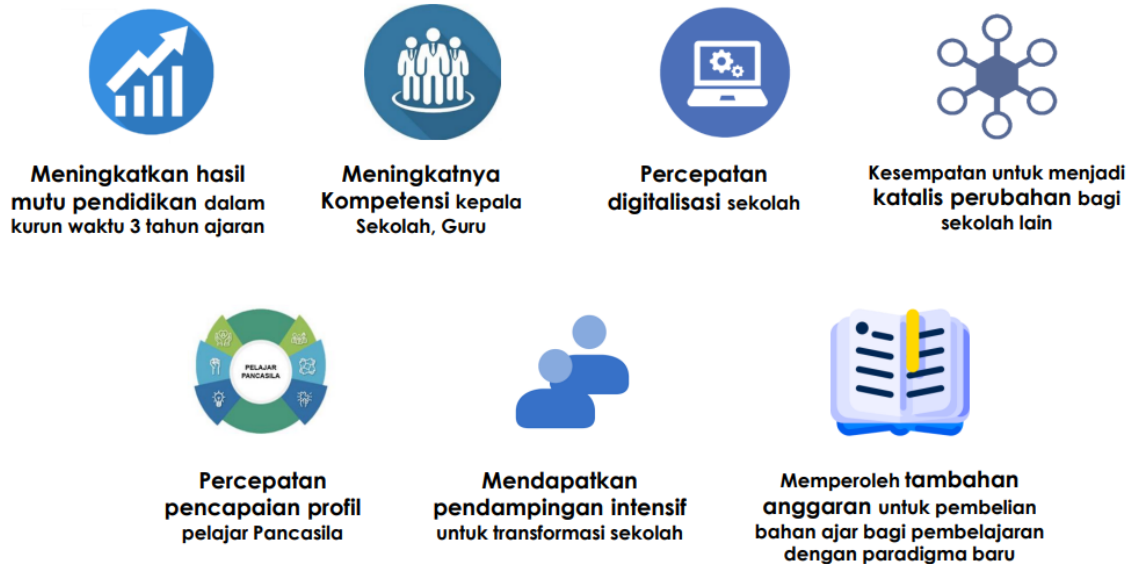 Meningkatkan hasil
mutu pendidikan dalam
kurun waktu 3 tahun ajaran
Meningkatnya
Kompetensi kepala
Sekolah, Guru
Percepatan
digitalisasi sekolah
Kesempatan untuk menjadi
katalis perubahan bagi
sekolah lain
PELAJAR
PANCASILA
Percepatan
pencapaian profil
pelajar Pancasila
Mendapatkan
pendampingan intensif
untuk transformasi sekolah
Memperoleh tambahan
anggaran untuk pembelian
bahan ajar bagi pembelajaran
dengan paradigma baru